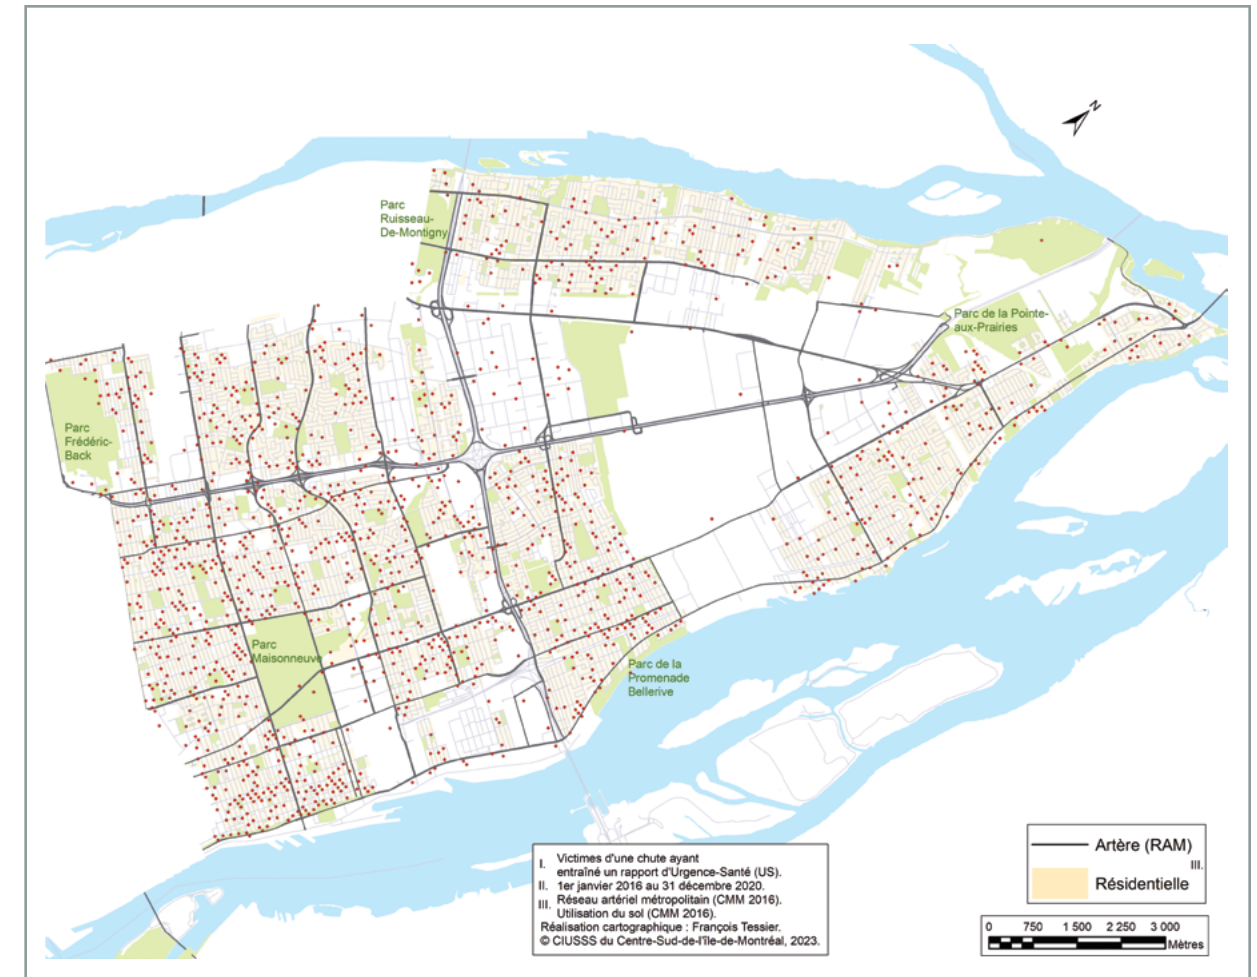 N
Parc
Ruisseau-
De-Montigny
Parc de la Pointe-
aux-Prairies
Parc
Frédéric-
Back
Parc
Maisonneuve
Parc de la
Promenade
Bellerive
I. Victimes d'une chute ayant
entraîné un rapport d'Urgence-Santé (US).
II. 1er janvier 2016 au 31 décembre 2020.
III. Réseau artériel métropolitain (CMM 2016).
Utilisation du sol (CMM 2016).
Réalisation cartographique : François Tessier.
© CIUSSS du Centre-Sud-de-l'île-de-Montréal, 2023.
Artère (RAM)
III.
Résidentielle
0 750 1 500 2 250 3 000
Mètres